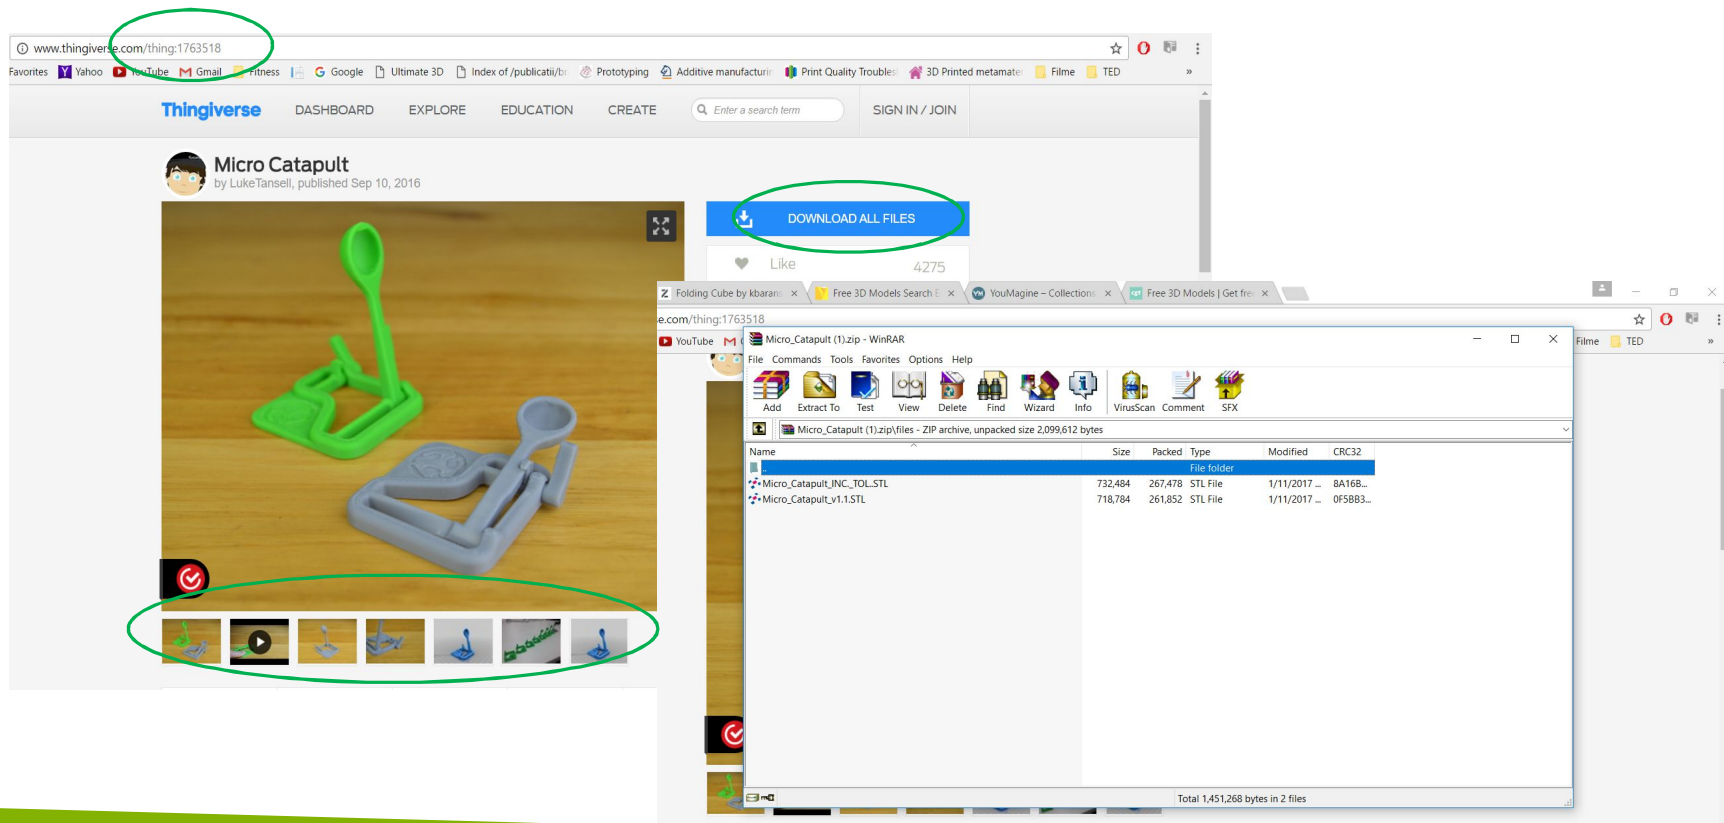 www.thingiverse.com/thing:1763518
Favorites Yahoo YouTube Gmail Fitness Google Ultimate 3D Index of /publicatii/br Prototyping Additive manufacturin Print Quality Troubles 3D Printed metamate Filme TED »
Thingiverse DASHBOARD EXPLORE EDUCATION CREATE Enter a search term SIGN IN / JOIN
Micro Catapult
by LukeTansell, published Sep 10, 2016
DOWNLOAD ALL FILES
Like 4275
Folding Cube by kbarans Free 3D Models Search E YouMagine – Collections Free 3D Models | Get fre
e.com/thing:1763518
YouTube Filme TED »
Micro_Catapult (1).zip - WinRAR
File Commands Tools Favorites Options Help
Add Extract To Test View Delete Find Wizard Info VirusScan Comment SFX
Micro_Catapult (1).zip\files - ZIP archive, unpacked size 2,099,612 bytes
Name Size Packed Type Modified CRC32
.. File folder
Micro_Catapult_INC._TOL..STL 732,484 267,478 STL File 1/11/2017 ... 8A16B...
Micro_Catapult_v1.1.STL 718,784 261,852 STL File 1/11/2017 ... 0F5BB3...
Total 1,451,268 bytes in 2 files